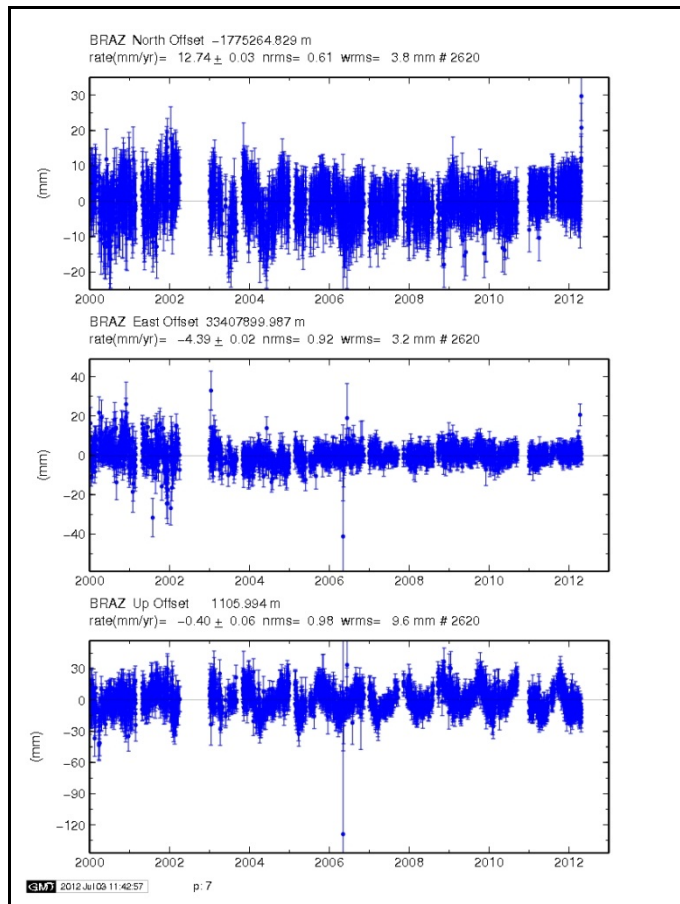 BRAZ North Offset -1775264.829 m
rate(mm/yr)= 12.74 ± 0.03 nrms= 0.61 wrms= 3.8 mm # 2620
30
20
10
0
-10
-20
(mm)
2000 2002 2004 2006 2008 2010 2012
BRAZ East Offset 33407899.987 m
rate(mm/yr)= -4.39 ± 0.02 nrms= 0.92 wrms= 3.2 mm # 2620
40
20
0
-20
-40
(mm)
2000 2002 2004 2006 2008 2010 2012
BRAZ Up Offset 1105.994 m
rate(mm/yr)= -0.40 ± 0.06 nrms= 0.98 wrms= 9.6 mm # 2620
30
0
-30
-60
-90
-120
(mm)
2000 2002 2004 2006 2008 2010 2012
GMT 2012 Jul 03 11:42:57 p: 7